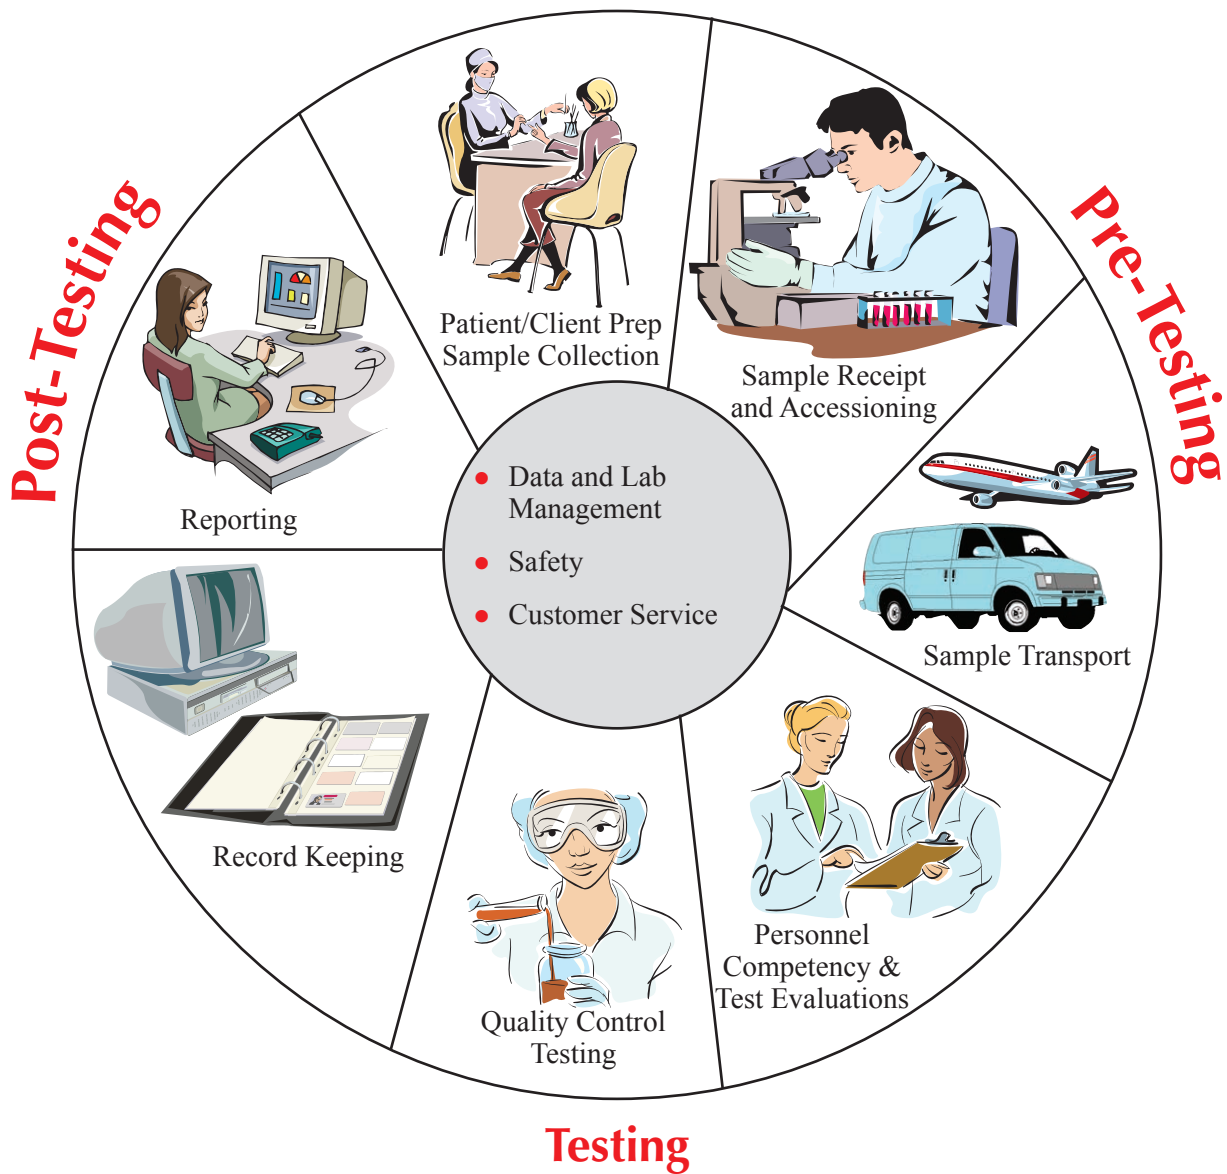 Post-Testing
Pre-Testing
Patient/Client Prep
Sample Collection
Sample Receipt
and Accessioning
Sample Transport
Personnel
Competency &
Test Evaluations
Quality Control
Testing
Record Keeping
Reporting
Data and Lab
Management
Safety
Customer Service
Testing